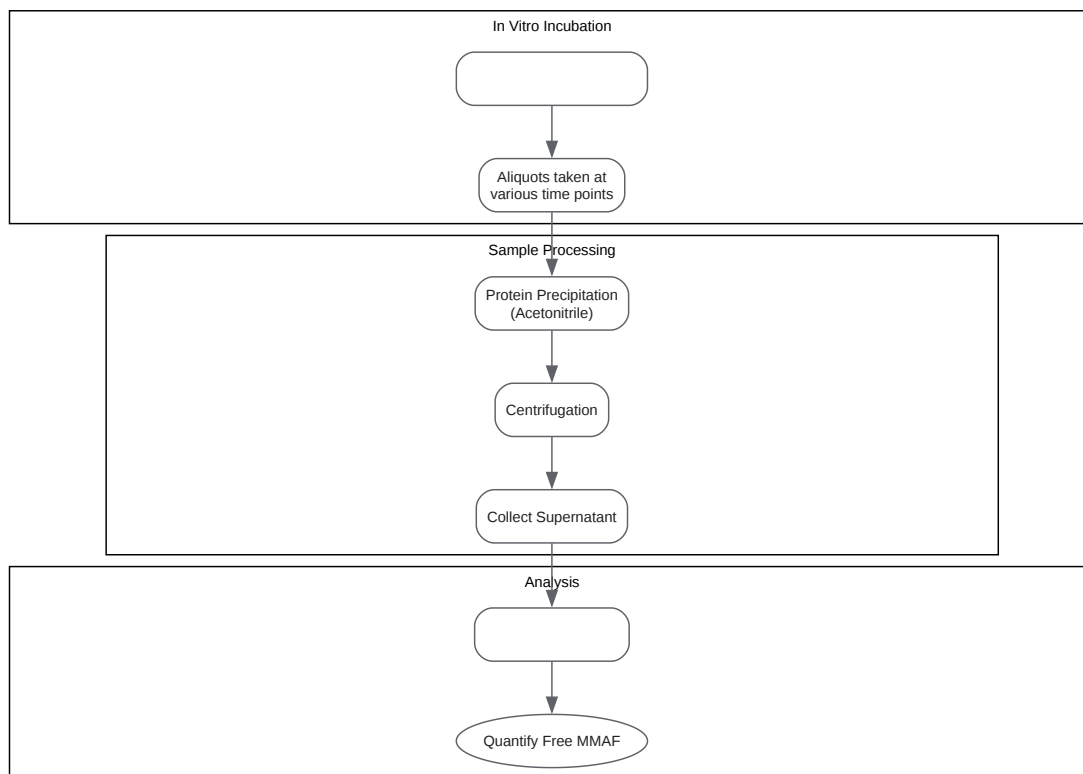 In Vitro Incubation
Aliquots taken at
various time points
Sample Processing
Protein Precipitation
(Acetonitrile)
Centrifugation
Collect Supernatant
Analysis
Quantify Free MMAF